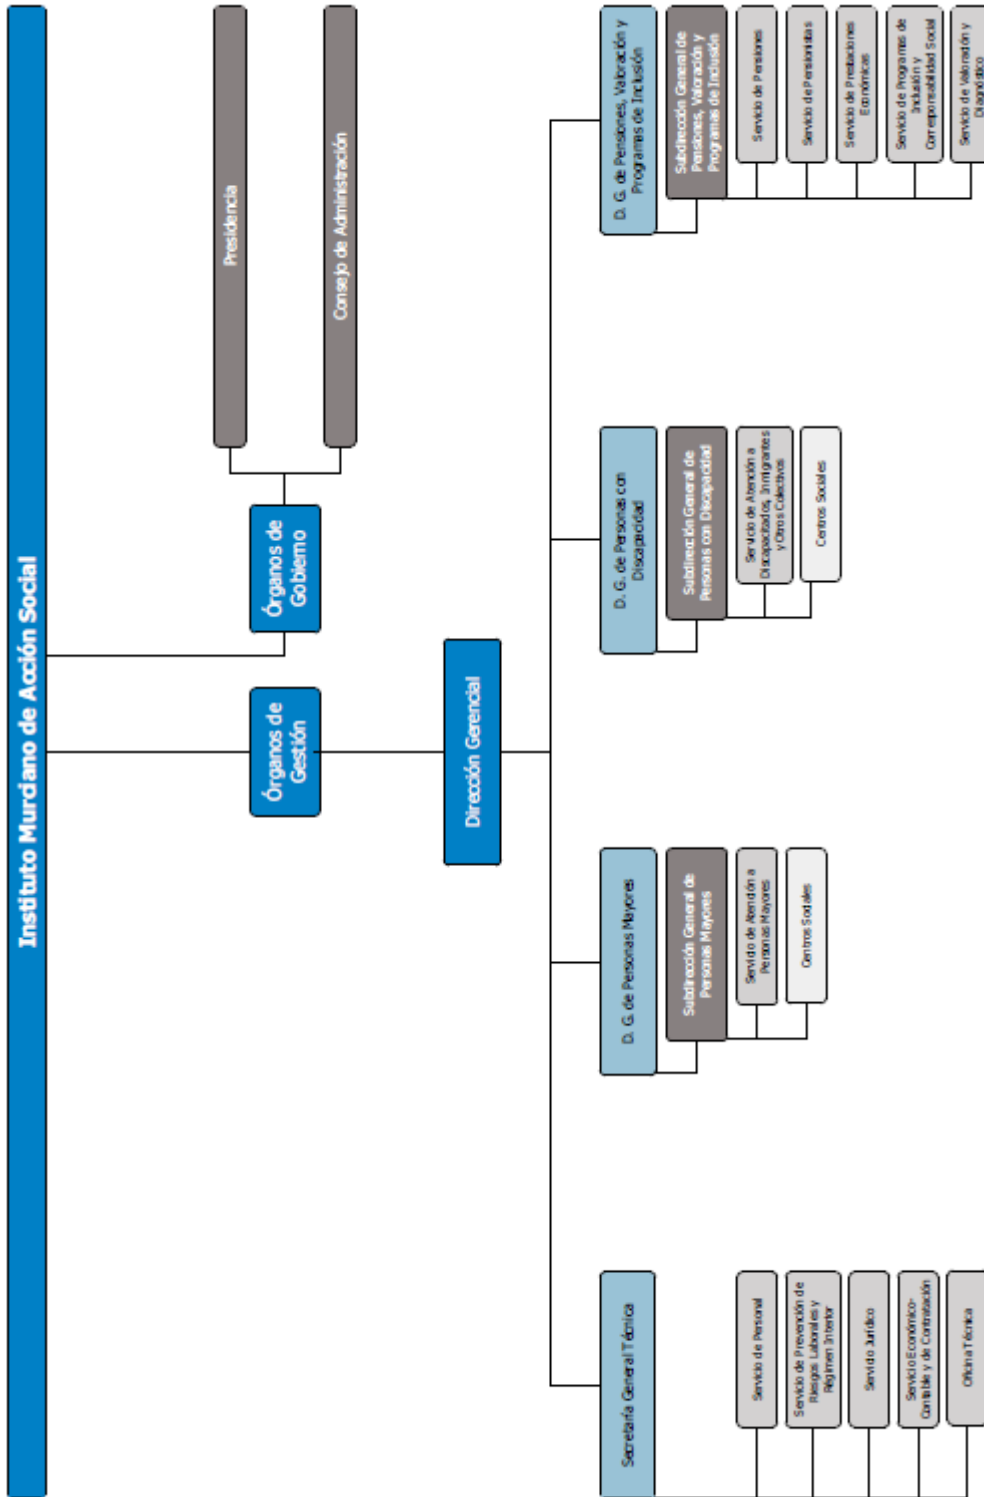 Instituto Murciano de Acción Social
Órganos de
Gestión
Órganos de
Gobierno
Presidencia
Consejo de Administración
Dirección Gerencial
Secretaría General Técnica
Servicio de Personal
Servicio de Prevención de
Riesgos Laborales y
Régimen Interior
Servicio Jurídico
Servicio Económico-
Contable y de Contratación
Oficina Técnica
D. G. de Personas Mayores
Subdirección General de
Personas Mayores
Servicio de Atención a
Personas Mayores
Centros Sociales
D. G. de Personas con
Discapacidad
Subdirección General de
Personas con Discapacidad
Servicio de Atención a
Discapacitados, Inmigrantes
y Otros Colectivos
Centros Sociales
D. G. de Pensiones, Valoración y
Programas de Inclusión
Subdirección General de
Pensiones, Valoración y
Programas de Inclusión
Servicio de Pensiones
Servicio de Pensionistas
Servicio de Prestaciones
Económicas
Servicio de Programas de
Inclusión y
Corresponsabilidad Social
Servicio de Valoración y
Diagnóstico